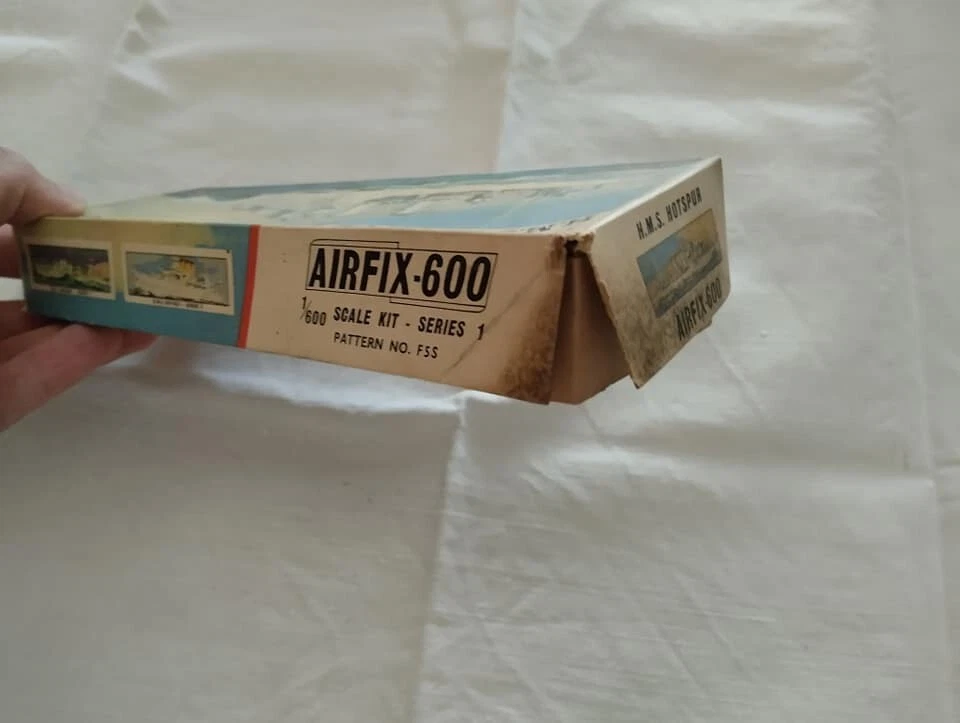 AIRFIX-600
1/600 SCALE KIT - SERIES 1
PATTERN NO. F5S
H.M.S. HOTSPUR
AIRFIX-600